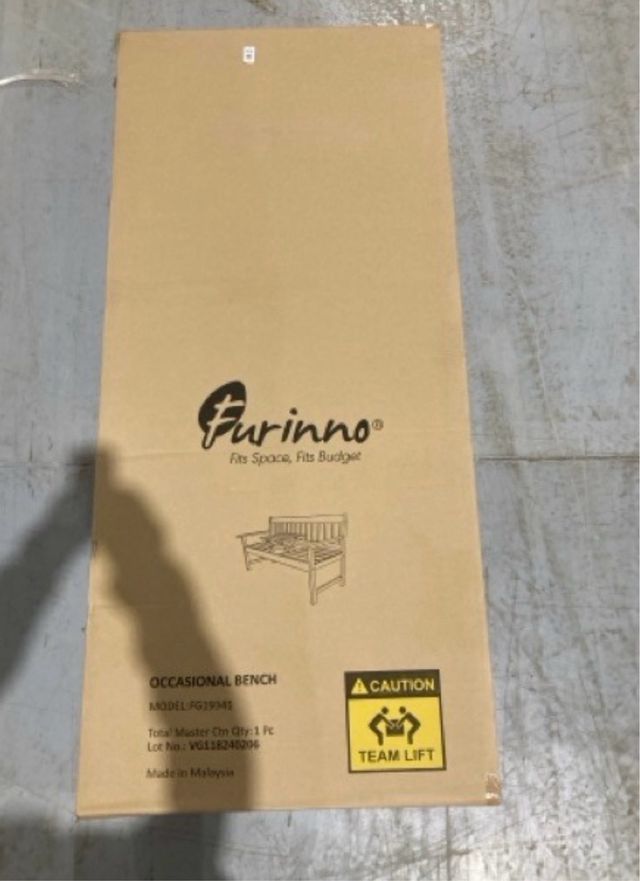 Furinno®
Fits Space, Fits Budget
OCCASIONAL BENCH
MODEL:
Total Master Ctn Qty: 1 Pc
Lot No.: VG118240206
Made in Malaysia
CAUTION
TEAM LIFT